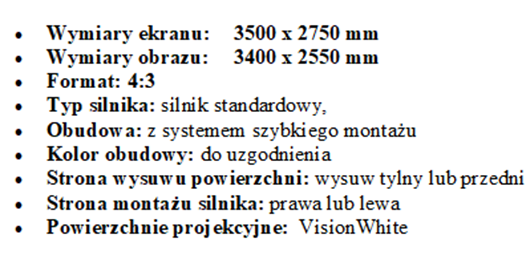 • Wymiary ekranu: 3500 x 2750 mm
• Wymiary obrazu: 3400 x 2550 mm
• Format: 4:3
• Typ silnika: silnik standardowy,
• Obudowa: z systemem szybkiego montażu
• Kolor obudowy: do uzgodnienia
• Strona wysuwu powierzchni: wysuw tylny lub przedni
• Strona montażu silnika: prawa lub lewa
• Powierzchnie projekcyjne: VisionWhite